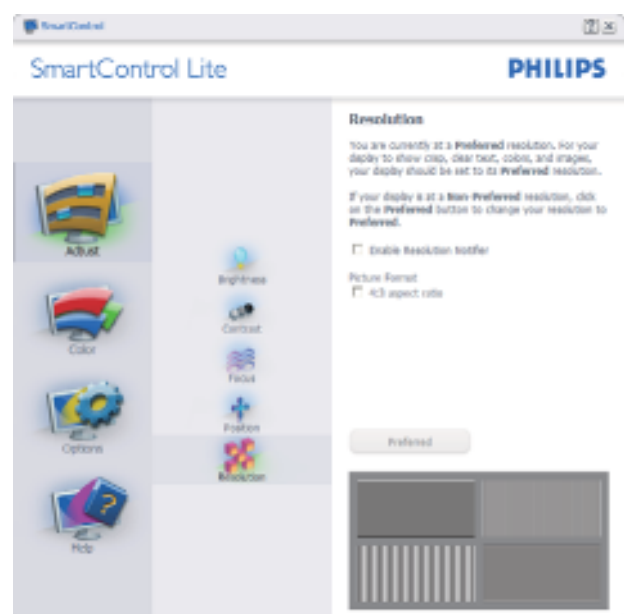 SmartControl
SmartControl Lite
PHILIPS
Adjust
Color
Options
Help
Brightness
Contrast
Focus
Position
Resolution
Resolution
You are currently at a Preferred resolution. For your
display to show crisp, clear text, colors, and images,
your display should be set to its Preferred resolution.
If your display is at a Non-Preferred resolution, click
on the Preferred button to change your resolution to
Preferred.
Enable Resolution Notifier
Picture Format
4:3 aspect ratio
Preferred